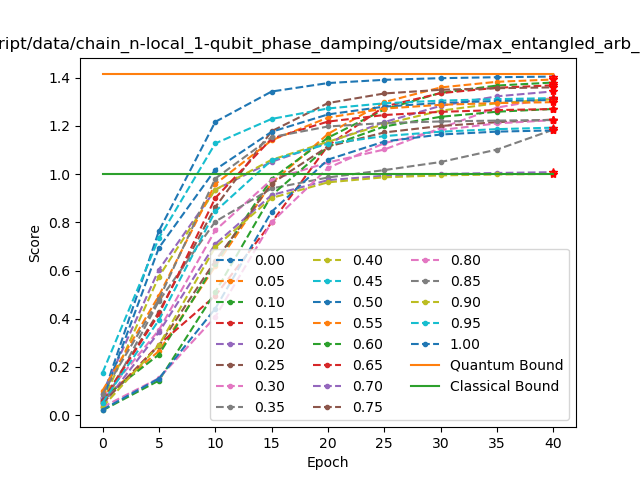 ript/data/chain_n-local_1-qubit_phase_damping/outside/max_entangled_arb_
Score
1.4
1.2
1.0
0.8
0.6
0.4
0.2
0.0
0.00 0.40 0.80
0.05 0.45 0.85
0.10 0.50 0.90
0.15 0.55 0.95
0.20 0.60 1.00
0.25 0.65 Quantum Bound
0.30 0.70 Classical Bound
0.35 0.75
0 5 10 15 20 25 30 35 40
Epoch